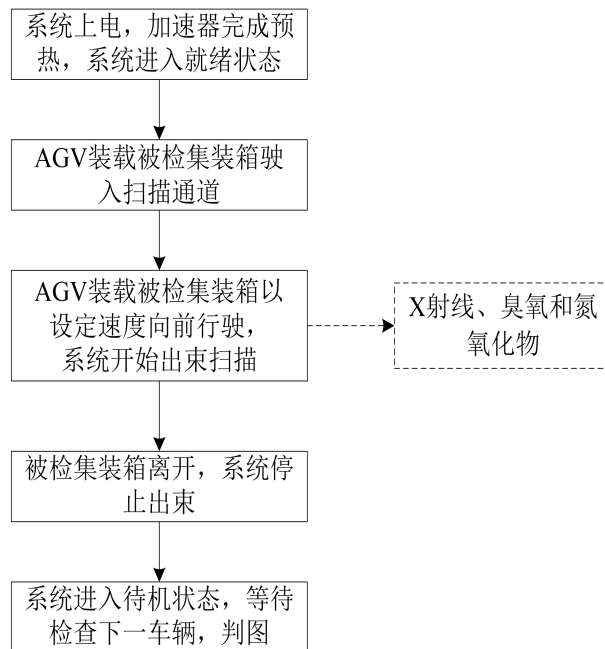 系统上电，加速器完成预
热，系统进入就绪状态
AGV装载被检集装箱驶
入扫描通道
AGV装载被检集装箱以
设定速度向前行驶，
系统开始出束扫描
X射线、臭氧和氮
氧化物
被检集装箱离开，系统停
止出束
系统进入待机状态，等待
检查下一车辆，判图